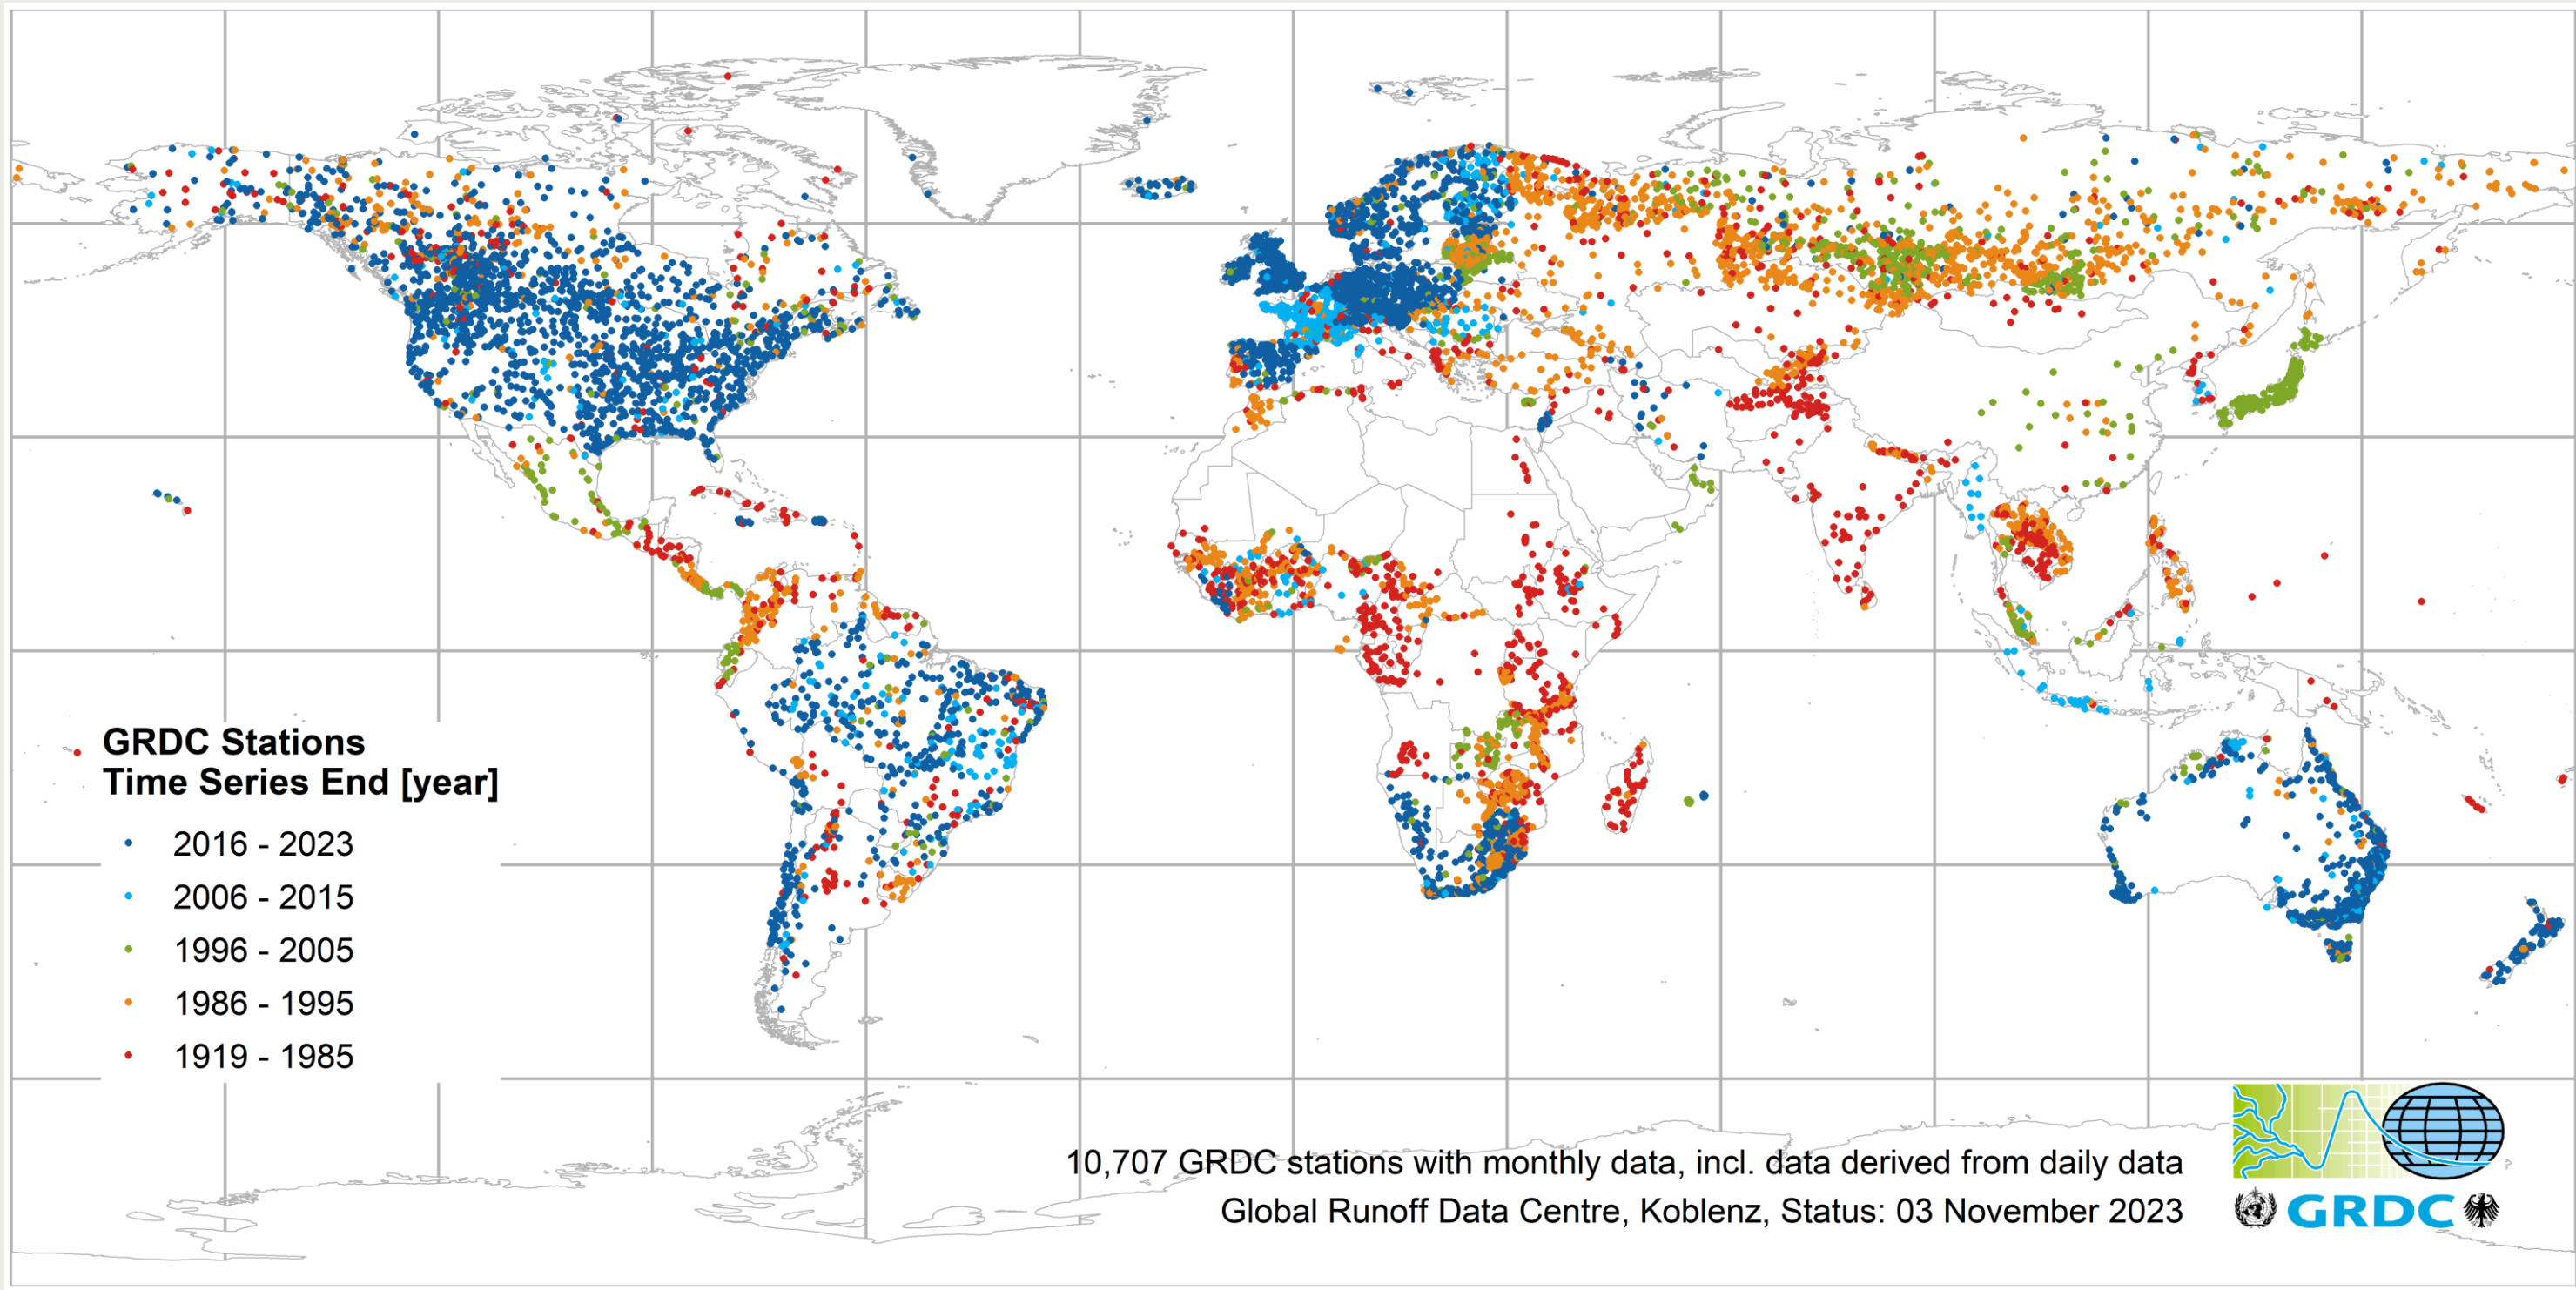 GRDC Stations
Time Series End [year]
2016 - 2023
2006 - 2015
1996 - 2005
1986 - 1995
1919 - 1985
10,707 GRDC stations with monthly data, incl. data derived from daily data
Global Runoff Data Centre, Koblenz, Status: 03 November 2023
GRDC